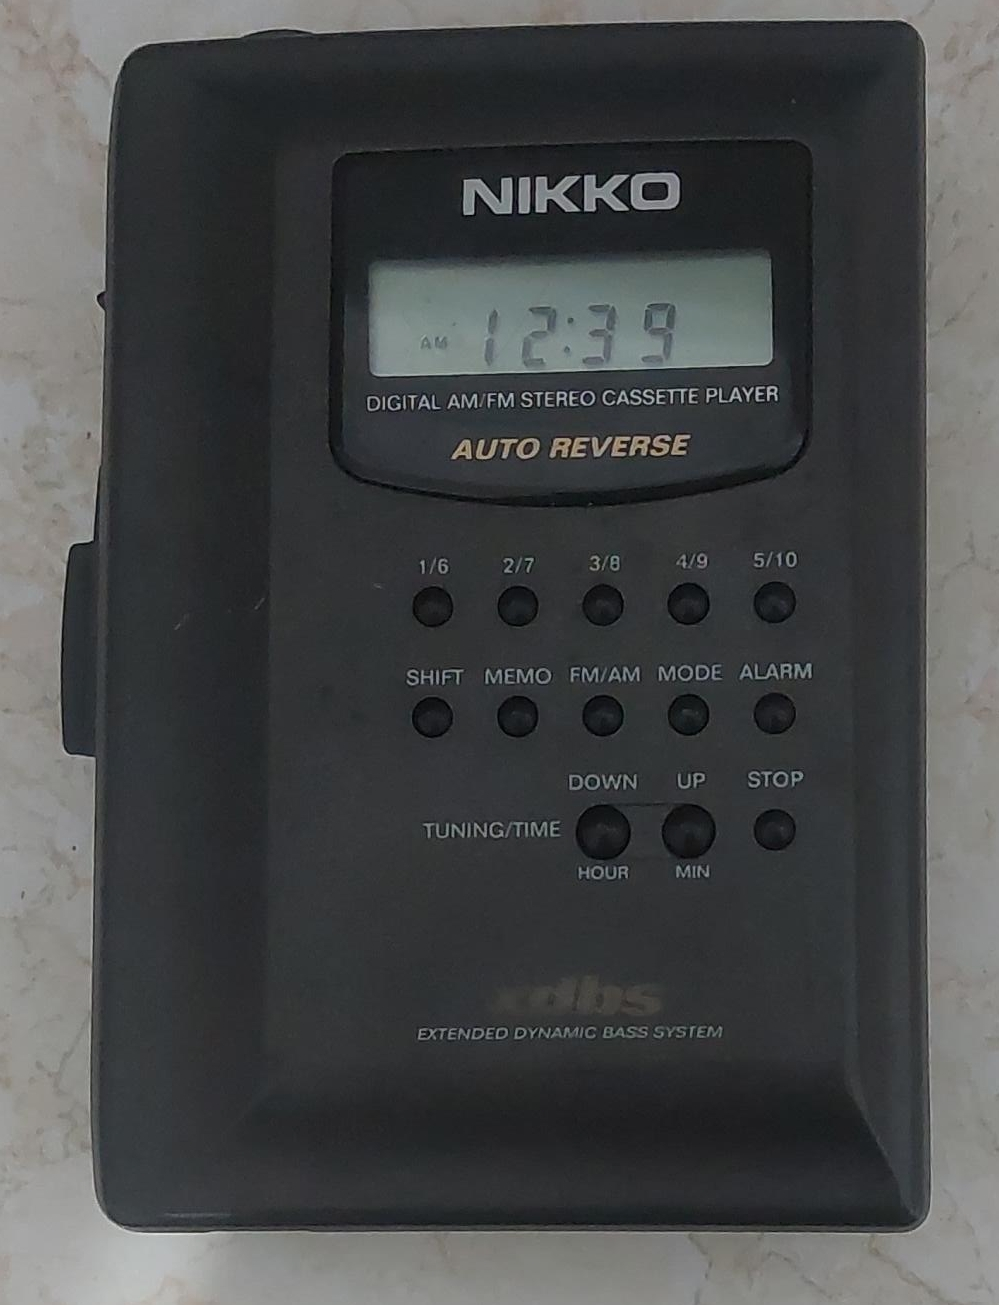 NIKKO
AM 12:39
DIGITAL AM/FM STEREO CASSETTE PLAYER
AUTO REVERSE
1/6 2/7 3/8 4/9 5/10
SHIFT MEMO FM/AM MODE ALARM
DOWN UP STOP
TUNING/TIME
HOUR MIN
xdbs
EXTENDED DYNAMIC BASS SYSTEM